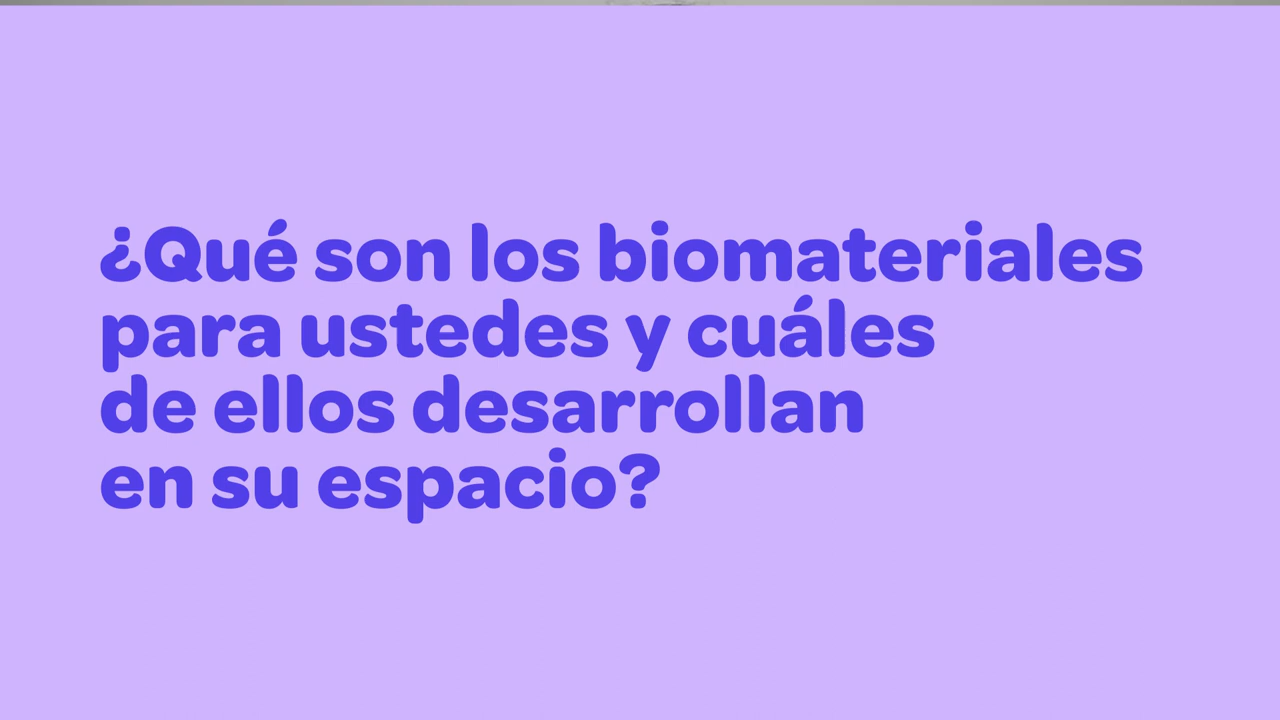 ¿Qué son los biomateriales
para ustedes y cuáles
de ellos desarrollan
en su espacio?